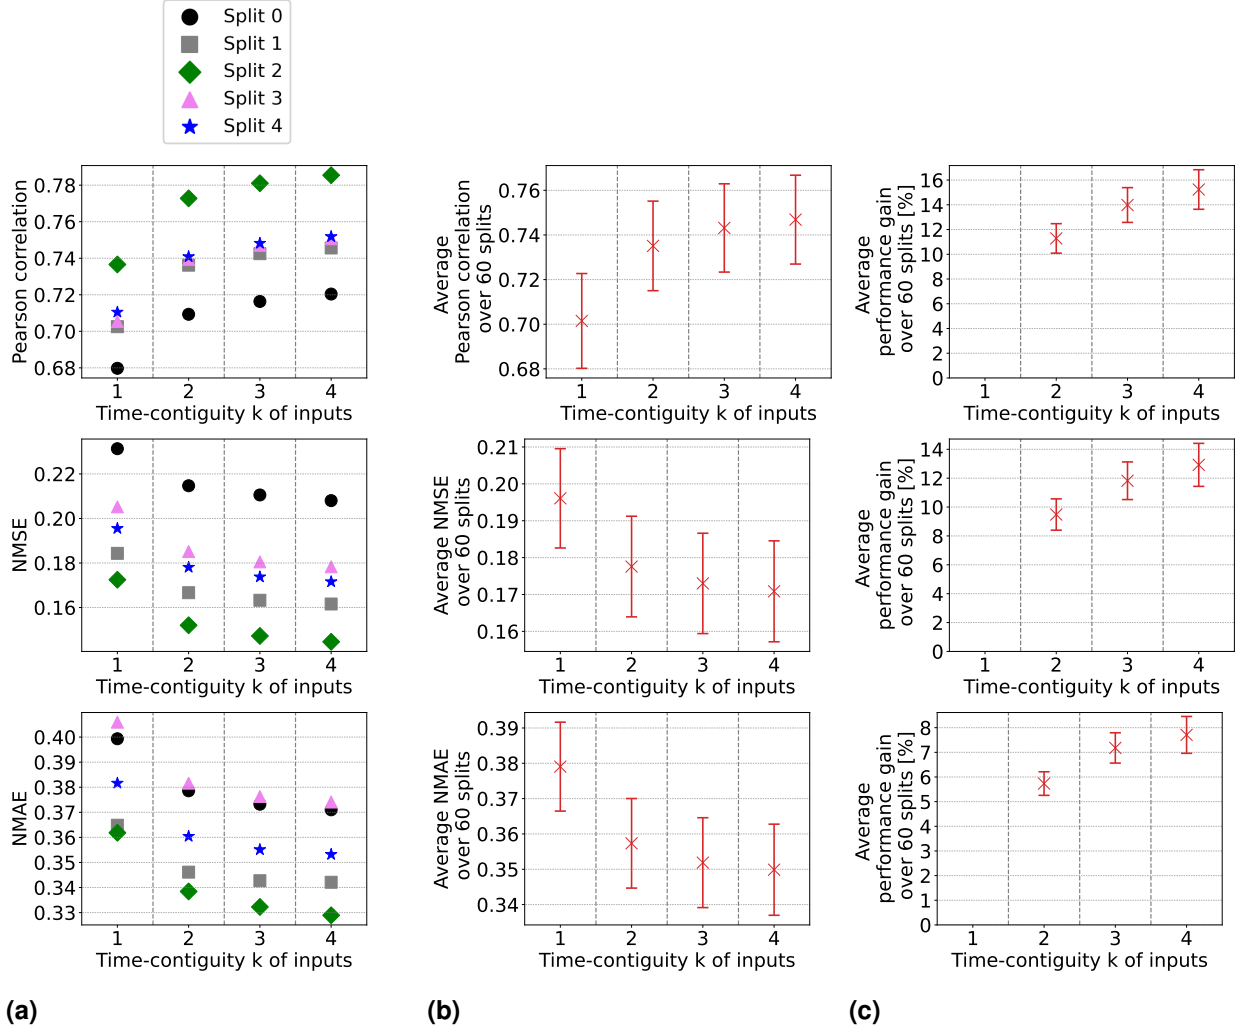 Split 0
Split 1
Split 2
Split 3
Split 4
Pearson correlation
0.78
0.76
0.74
0.72
0.70
0.68
1 2 3 4
Time-contiguity k of inputs
Average
Pearson correlation
over 60 splits
0.76
0.74
0.72
0.70
0.68
1 2 3 4
Time-contiguity k of inputs
Average
performance gain
over 60 splits [%]
16
14
12
10
8
6
4
2
0
1 2 3 4
Time-contiguity k of inputs
NMSE
0.22
0.20
0.18
0.16
1 2 3 4
Time-contiguity k of inputs
Average NMSE
over 60 splits
0.21
0.20
0.19
0.18
0.17
0.16
1 2 3 4
Time-contiguity k of inputs
Average
performance gain
over 60 splits [%]
14
12
10
8
6
4
2
0
1 2 3 4
Time-contiguity k of inputs
NMAE
0.40
0.39
0.38
0.37
0.36
0.35
0.34
0.33
1 2 3 4
Time-contiguity k of inputs
Average NMAE
over 60 splits
0.39
0.38
0.37
0.36
0.35
0.34
1 2 3 4
Time-contiguity k of inputs
Average
performance gain
over 60 splits [%]
8
7
6
5
4
3
2
1
0
1 2 3 4
Time-contiguity k of inputs
(a)
(b)
(c)